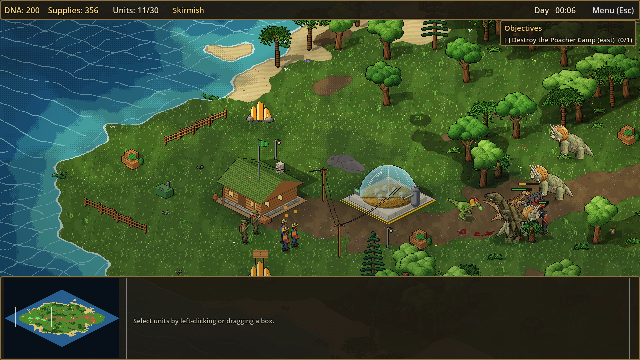 DNA: 200 Supplies: 356 Units: 11/30 Skirmish Day 00:06 Menu (Esc)
Objectives
[ ] Destroy the Poacher Camp (east) (0/1)
Select units by left-clicking or dragging a box.